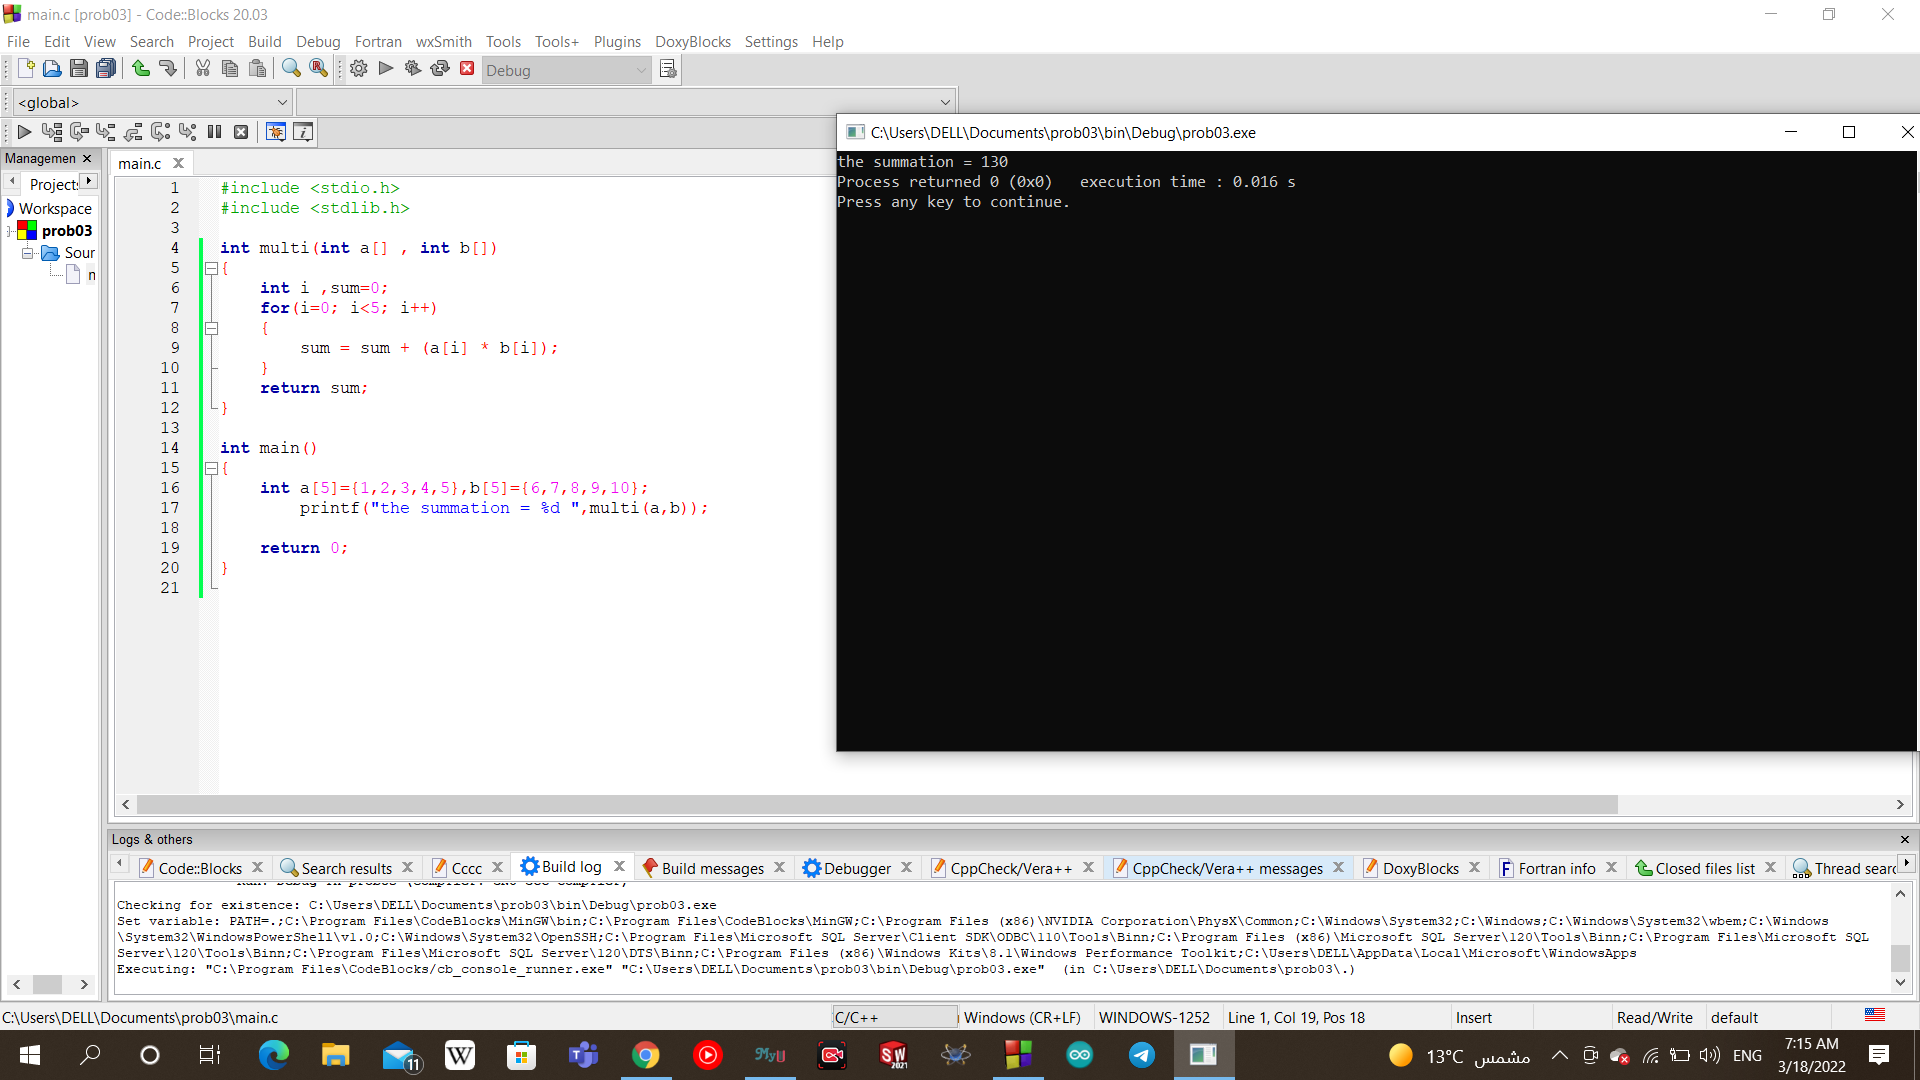 main.c [prob03] - Code::Blocks 20.03
File Edit View Search Project Build Debug Fortran wxSmith Tools Tools+ Plugins DoxyBlocks Settings Help
Debug
<global>
Managemen
Projects
Workspace
prob03
Sour
n
main.c
1 #include <stdio.h>
2 #include <stdlib.h>
3
4 int multi(int a[] , int b[])
5 {
6 int i ,sum=0;
7 for(i=0; i<5; i++)
8 {
9 sum = sum + (a[i] * b[i]);
10 }
11 return sum;
12 }
13
14 int main()
15 {
16 int a[5]={1,2,3,4,5},b[5]={6,7,8,9,10};
17 printf("the summation = %d ",multi(a,b));
18
19 return 0;
20 }
21
C:\Users\DELL\Documents\prob03\bin\Debug\prob03.exe
the summation = 130
Process returned 0 (0x0) execution time : 0.016 s
Press any key to continue.
Logs & others
Code::Blocks Search results Cccc Build log Build messages Debugger CppCheck/Vera++ CppCheck/Vera++ messages DoxyBlocks Fortran info Closed files list Thread searc
Checking for existence: C:\Users\DELL\Documents\prob03\bin\Debug\prob03.exe
Set variable: PATH=.;C:\Program Files\CodeBlocks\MinGW\bin;C:\Program Files\CodeBlocks\MinGW;C:\Program Files (x86)\NVIDIA Corporation\PhysX\Common;C:\Windows\System32;C:\Windows;C:\Windows\System32\wbem;C:\Windows
\System32\WindowsPowerShell\v1.0;C:\Windows\System32\OpenSSH;C:\Program Files\Microsoft SQL Server\Client SDK\ODBC\110\Tools\Binn;C:\Program Files (x86)\Microsoft SQL Server\120\Tools\Binn;C:\Program Files\Microsoft SQL
Server\120\Tools\Binn;C:\Program Files\Microsoft SQL Server\120\DTS\Binn;C:\Program Files (x86)\Windows Kits\8.1\Windows Performance Toolkit;C:\Users\DELL\AppData\Local\Microsoft\WindowsApps
Executing: "C:\Program Files\CodeBlocks/cb_console_runner.exe" "C:\Users\DELL\Documents\prob03\bin\Debug\prob03.exe" (in C:\Users\DELL\Documents\prob03\.)
C:\Users\DELL\Documents\prob03\main.c C/C++ Windows (CR+LF) WINDOWS-1252 Line 1, Col 19, Pos 18 Insert Read/Write default
11 W MyU SW 2021 13°C مشمس ENG
7:15 AM
3/18/2022